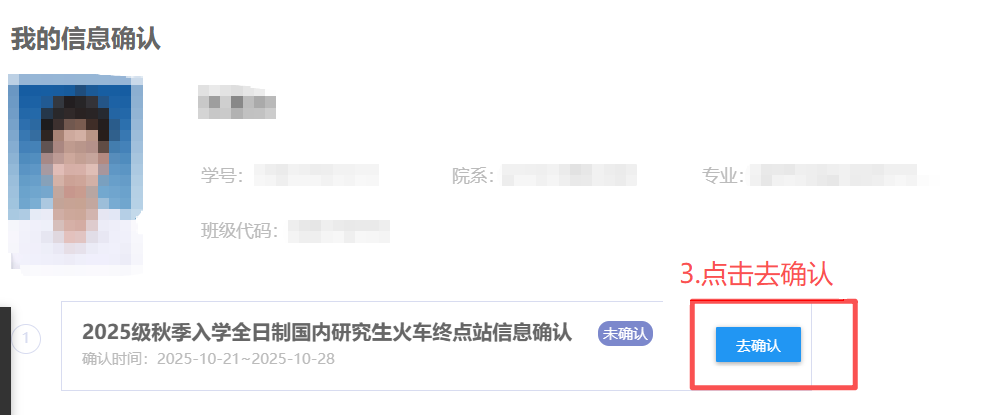 我的信息确认
学号: 院系: 专业:
班级代码:
3.点击去确认
1 2025级秋季入学全日制国内研究生火车终点站信息确认 未确认 去确认
确认时间: 2025-10-21~2025-10-28